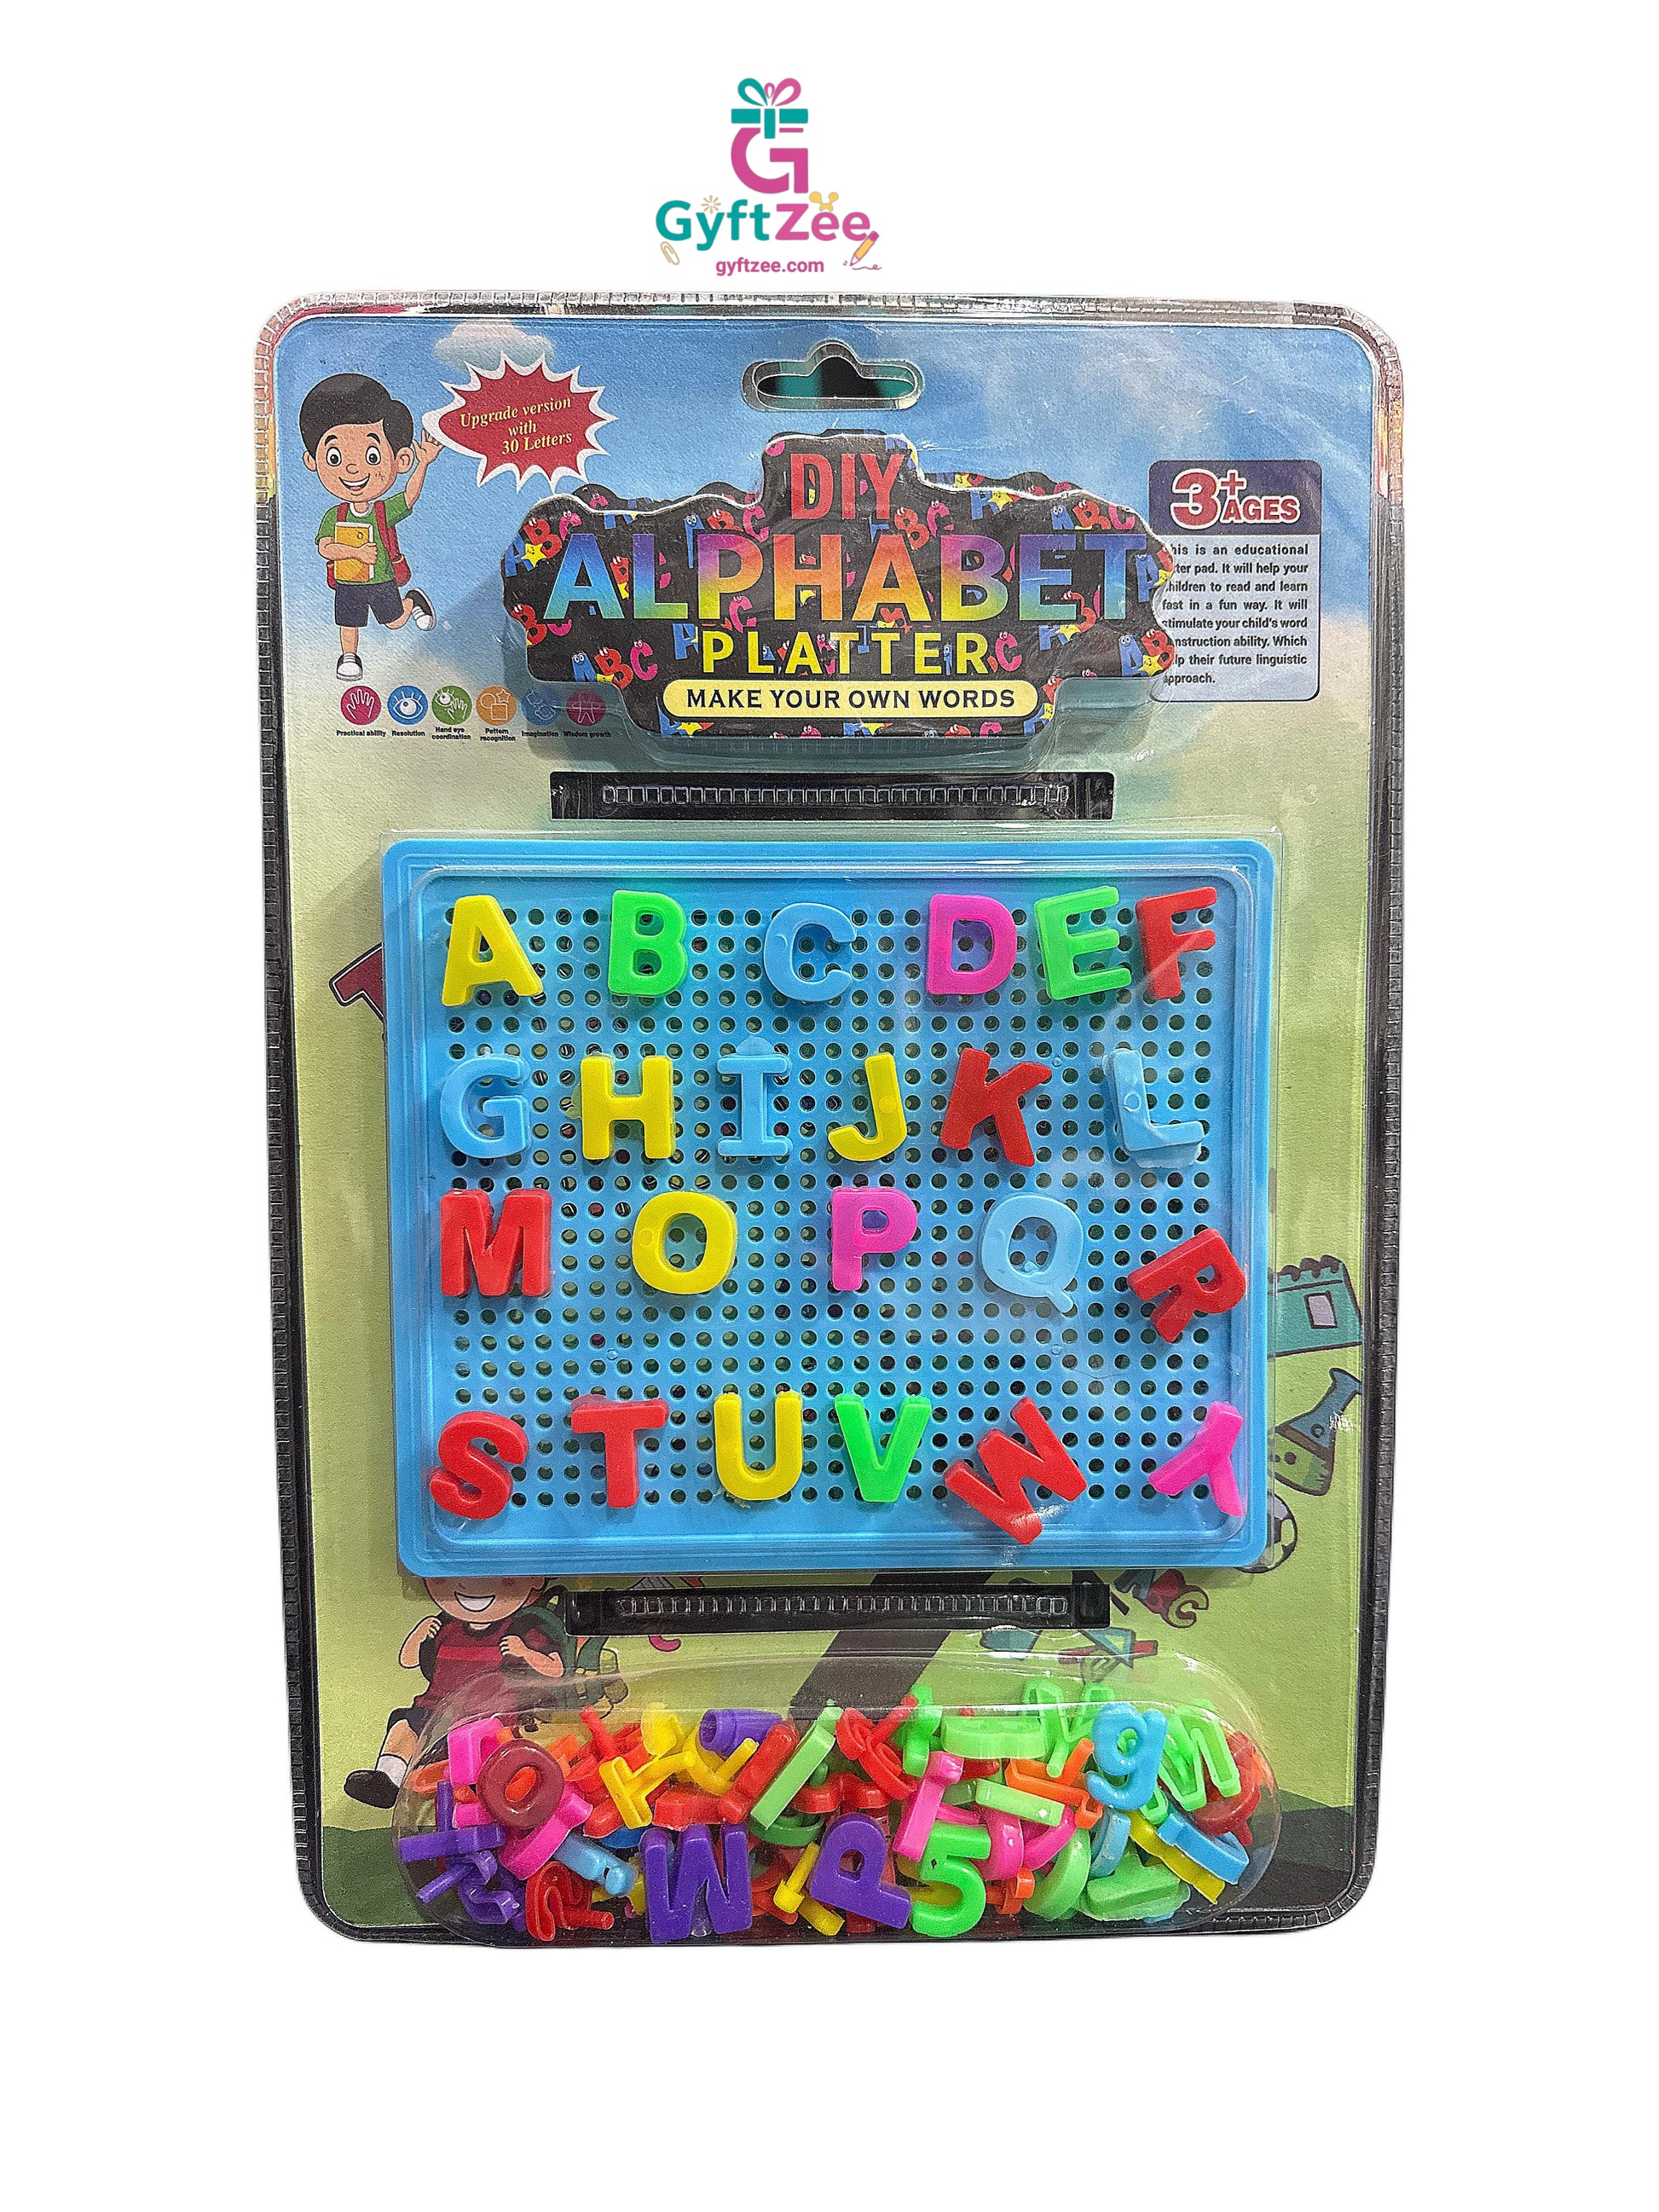 G
GyftZee
gyftzee.com
Upgrade version
with
30 Letters
DIY
ALPHABET
PLATTER
MAKE YOUR OWN WORDS
3+
AGES
his is an educational
ter pad. It will help your
hildren to read and learn
fast in a fun way. It will
stimulate your child's word
nstruction ability. Which
lp their future linguistic
approach.
Practical ability Resolution Hand eye coordination Pattern recognition Imagination Wisdom growth
A B C D E F
G H I J K L
M O P Q R
S T U V W Y